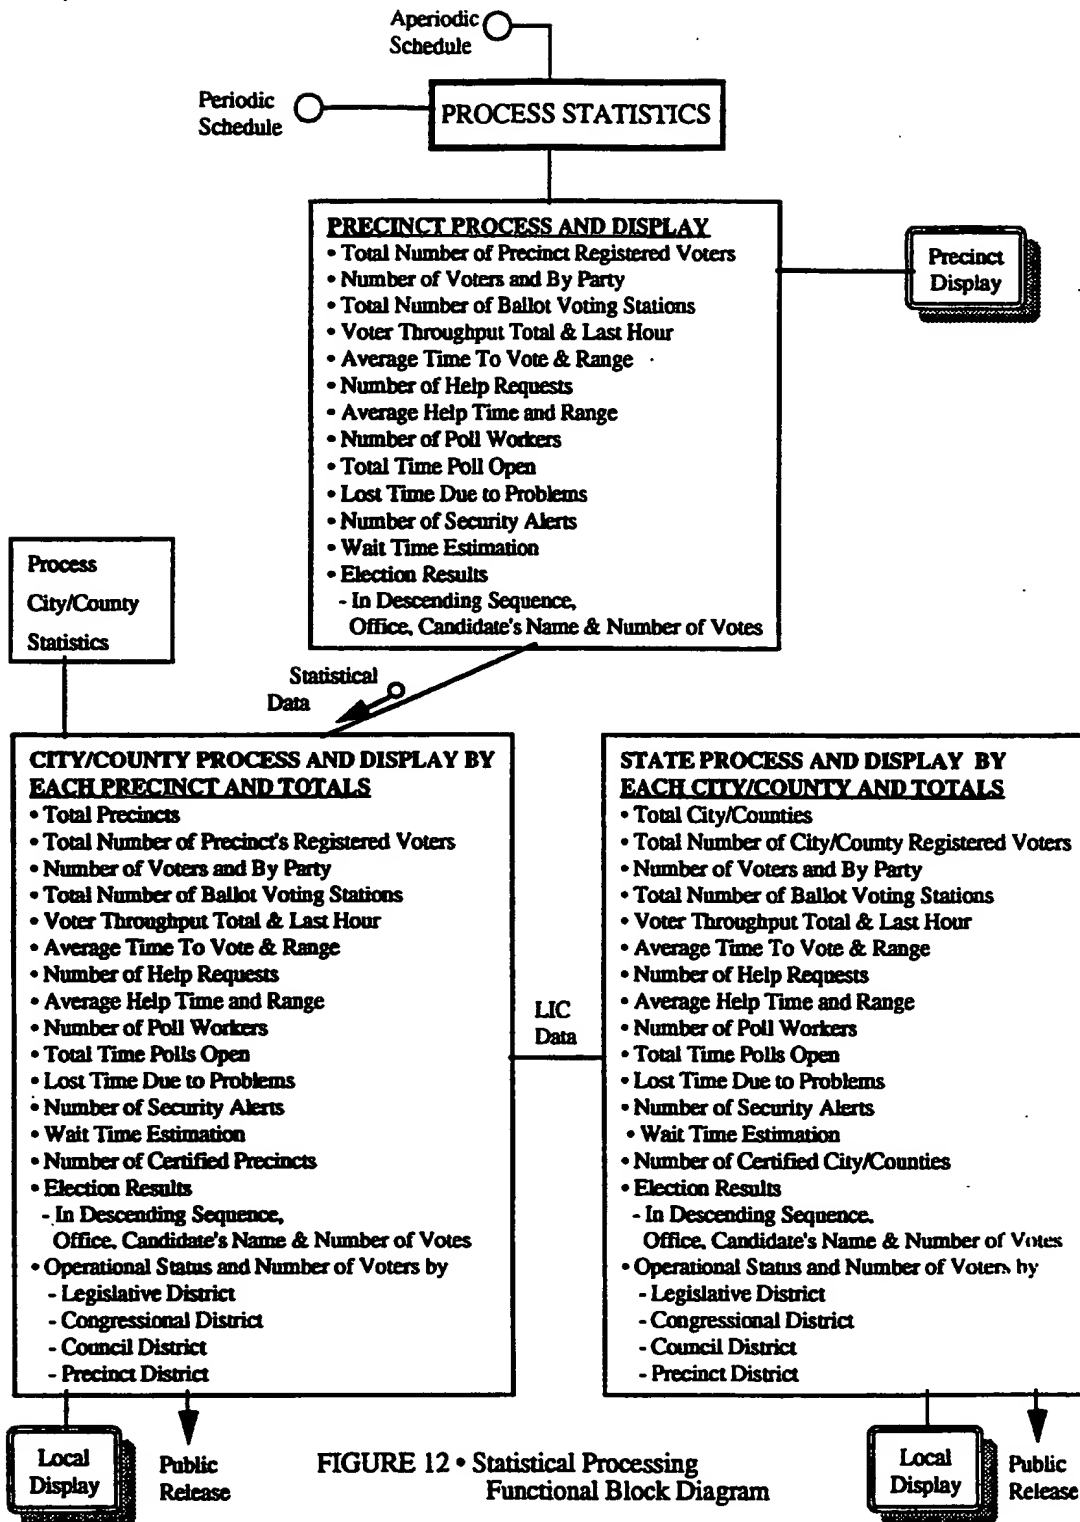 Aperiodic
Schedule
Periodic
Schedule
PROCESS STATISTICS
PRECINCT PROCESS AND DISPLAY
• Total Number of Precinct Registered Voters
• Number of Voters and By Party
• Total Number of Ballot Voting Stations
• Voter Throughput Total & Last Hour
• Average Time To Vote & Range
• Number of Help Requests
• Average Help Time and Range
• Number of Poll Workers
• Total Time Poll Open
• Lost Time Due to Problems
• Number of Security Alerts
• Wait Time Estimation
• Election Results
- In Descending Sequence,
Office, Candidate's Name & Number of Votes
Precinct
Display
Process
City/County
Statistics
Statistical
Data
CITY/COUNTY PROCESS AND DISPLAY BY
EACH PRECINCT AND TOTALS
• Total Precincts
• Total Number of Precinct's Registered Voters
• Number of Voters and By Party
• Total Number of Ballot Voting Stations
• Voter Throughput Total & Last Hour
• Average Time To Vote & Range
• Number of Help Requests
• Average Help Time and Range
• Number of Poll Workers
• Total Time Polls Open
• Lost Time Due to Problems
• Number of Security Alerts
• Wait Time Estimation
• Number of Certified Precincts
• Election Results
- In Descending Sequence,
Office, Candidate's Name & Number of Votes
• Operational Status and Number of Voters by
- Legislative District
- Congressional District
- Council District
- Precinct District
LIC
Data
STATE PROCESS AND DISPLAY BY
EACH CITY/COUNTY AND TOTALS
• Total City/Counties
• Total Number of City/County Registered Voters
• Number of Voters and By Party
• Total Number of Ballot Voting Stations
• Voter Throughput Total & Last Hour
• Average Time To Vote & Range
• Number of Help Requests
• Average Help Time and Range
• Number of Poll Workers
• Total Time Polls Open
• Lost Time Due to Problems
• Number of Security Alerts
• Wait Time Estimation
• Number of Certified City/Counties
• Election Results
- In Descending Sequence,
Office, Candidate's Name & Number of Votes
• Operational Status and Number of Voters by
- Legislative District
- Congressional District
- Council District
- Precinct District
Local
Display
Public
Release
FIGURE 12 • Statistical Processing
Functional Block Diagram
Local
Display
Public
Release